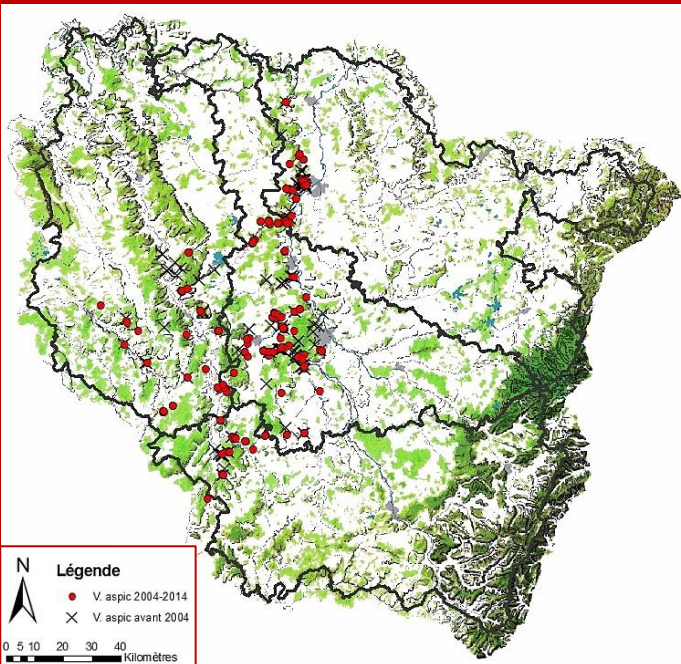 N
Légende
V. aspic 2004-2014
V. aspic avant 2004
0 5 10 20 30 40
Kilomètres